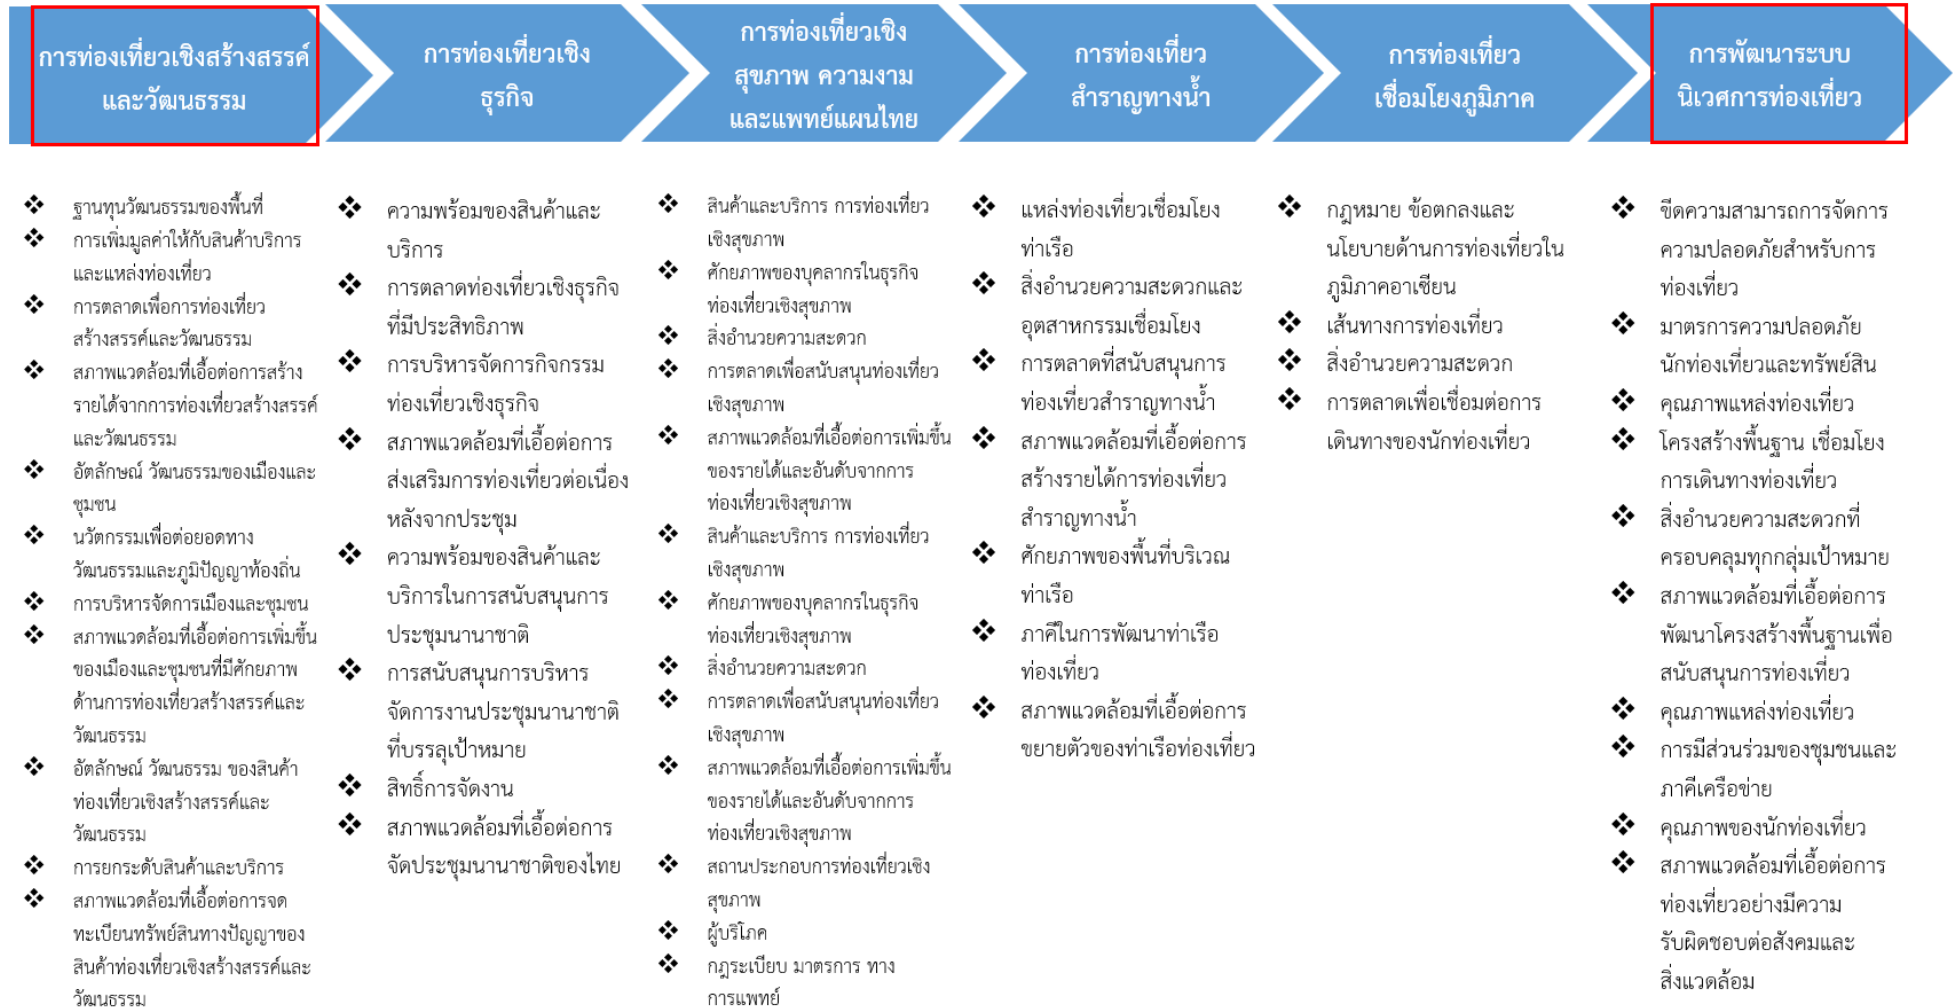 การท่องเที่ยวเชิงสร้างสรรค์
และวัฒนธรรม
การท่องเที่ยวเชิง
ธุรกิจ
การท่องเที่ยวเชิง
สุขภาพ ความงาม
และแพทย์แผนไทย
การท่องเที่ยว
สำราญทางน้ำ
การท่องเที่ยว
เชื่อมโยงภูมิภาค
การพัฒนาระบบ
นิเวศการท่องเที่ยว
❖ ฐานทุนวัฒนธรรมของพื้นที่
❖ การเพิ่มมูลค่าให้กับสินค้าบริการ
และแหล่งท่องเที่ยว
❖ การตลาดเพื่อการท่องเที่ยว
สร้างสรรค์และวัฒนธรรม
❖ สภาพแวดล้อมที่เอื้อต่อการสร้าง
รายได้จากการท่องเที่ยวสร้างสรรค์
และวัฒนธรรม
❖ อัตลักษณ์ วัฒนธรรมของเมืองและ
ชุมชน
❖ นวัตกรรมเพื่อต่อยอดทาง
วัฒนธรรมและภูมิปัญญาท้องถิ่น
❖ การบริหารจัดการเมืองและชุมชน
❖ สภาพแวดล้อมที่เอื้อต่อการเพิ่มขึ้น
ของเมืองและชุมชนที่มีศักยภาพ
ด้านการท่องเที่ยวสร้างสรรค์และ
วัฒนธรรม
❖ อัตลักษณ์ วัฒนธรรม ของสินค้า
ท่องเที่ยวเชิงสร้างสรรค์และ
วัฒนธรรม
❖ การยกระดับสินค้าและบริการ
❖ สภาพแวดล้อมที่เอื้อต่อการจด
ทะเบียนทรัพย์สินทางปัญญาของ
สินค้าท่องเที่ยวเชิงสร้างสรรค์และ
วัฒนธรรม
❖ ความพร้อมของสินค้าและ
บริการ
❖ การตลาดท่องเที่ยวเชิงธุรกิจ
ที่มีประสิทธิภาพ
❖ การบริหารจัดการกิจกรรม
ท่องเที่ยวเชิงธุรกิจ
❖ สภาพแวดล้อมที่เอื้อต่อการ
ส่งเสริมการท่องเที่ยวต่อเนื่อง
หลังจากประชุม
❖ ความพร้อมของสินค้าและ
บริการในการสนับสนุนการ
ประชุมนานาชาติ
❖ การสนับสนุนการบริหาร
จัดการงานประชุมนานาชาติ
ที่บรรลุเป้าหมาย
❖ สิทธิ์การจัดงาน
❖ สภาพแวดล้อมที่เอื้อต่อการ
จัดประชุมนานาชาติของไทย
❖ สินค้าและบริการ การท่องเที่ยว
เชิงสุขภาพ
❖ ศักยภาพของบุคลากรในธุรกิจ
ท่องเที่ยวเชิงสุขภาพ
❖ สิ่งอำนวยความสะดวก
❖ การตลาดเพื่อสนับสนุนท่องเที่ยว
เชิงสุขภาพ
❖ สภาพแวดล้อมที่เอื้อต่อการเพิ่มขึ้น
ของรายได้และอันดับจากการ
ท่องเที่ยวเชิงสุขภาพ
❖ สินค้าและบริการ การท่องเที่ยว
เชิงสุขภาพ
❖ ศักยภาพของบุคลากรในธุรกิจ
ท่องเที่ยวเชิงสุขภาพ
❖ สิ่งอำนวยความสะดวก
❖ การตลาดเพื่อสนับสนุนท่องเที่ยว
เชิงสุขภาพ
❖ สภาพแวดล้อมที่เอื้อต่อการเพิ่มขึ้น
ของรายได้และอันดับจากการ
ท่องเที่ยวเชิงสุขภาพ
❖ สถานประกอบการท่องเที่ยวเชิง
สุขภาพ
❖ ผู้บริโภค
❖ กฎระเบียบ มาตรการ ทาง
การแพทย์
❖ แหล่งท่องเที่ยวเชื่อมโยง
ท่าเรือ
❖ สิ่งอำนวยความสะดวกและ
อุตสาหกรรมเชื่อมโยง
❖ การตลาดที่สนับสนุนการ
ท่องเที่ยวสำราญทางน้ำ
❖ สภาพแวดล้อมที่เอื้อต่อการ
สร้างรายได้การท่องเที่ยว
สำราญทางน้ำ
❖ ศักยภาพของพื้นที่บริเวณ
ท่าเรือ
❖ ภาคีในการพัฒนาท่าเรือ
ท่องเที่ยว
❖ สภาพแวดล้อมที่เอื้อต่อการ
ขยายตัวของท่าเรือท่องเที่ยว
❖ กฎหมาย ข้อตกลงและ
นโยบายด้านการท่องเที่ยวใน
ภูมิภาคอาเซียน
❖ เส้นทางการท่องเที่ยว
❖ สิ่งอำนวยความสะดวก
❖ การตลาดเพื่อเชื่อมต่อการ
เดินทางของนักท่องเที่ยว
❖ ขีดความสามารถการจัดการ
ความปลอดภัยสำหรับการ
ท่องเที่ยว
❖ มาตรการความปลอดภัย
นักท่องเที่ยวและทรัพย์สิน
❖ คุณภาพแหล่งท่องเที่ยว
❖ โครงสร้างพื้นฐาน เชื่อมโยง
การเดินทางท่องเที่ยว
❖ สิ่งอำนวยความสะดวกที่
ครอบคลุมทุกกลุ่มเป้าหมาย
❖ สภาพแวดล้อมที่เอื้อต่อการ
พัฒนาโครงสร้างพื้นฐานเพื่อ
สนับสนุนการท่องเที่ยว
❖ คุณภาพแหล่งท่องเที่ยว
❖ การมีส่วนร่วมของชุมชนและ
ภาคีเครือข่าย
❖ คุณภาพของนักท่องเที่ยว
❖ สภาพแวดล้อมที่เอื้อต่อการ
ท่องเที่ยวอย่างมีความ
รับผิดชอบต่อสังคมและ
สิ่งแวดล้อม